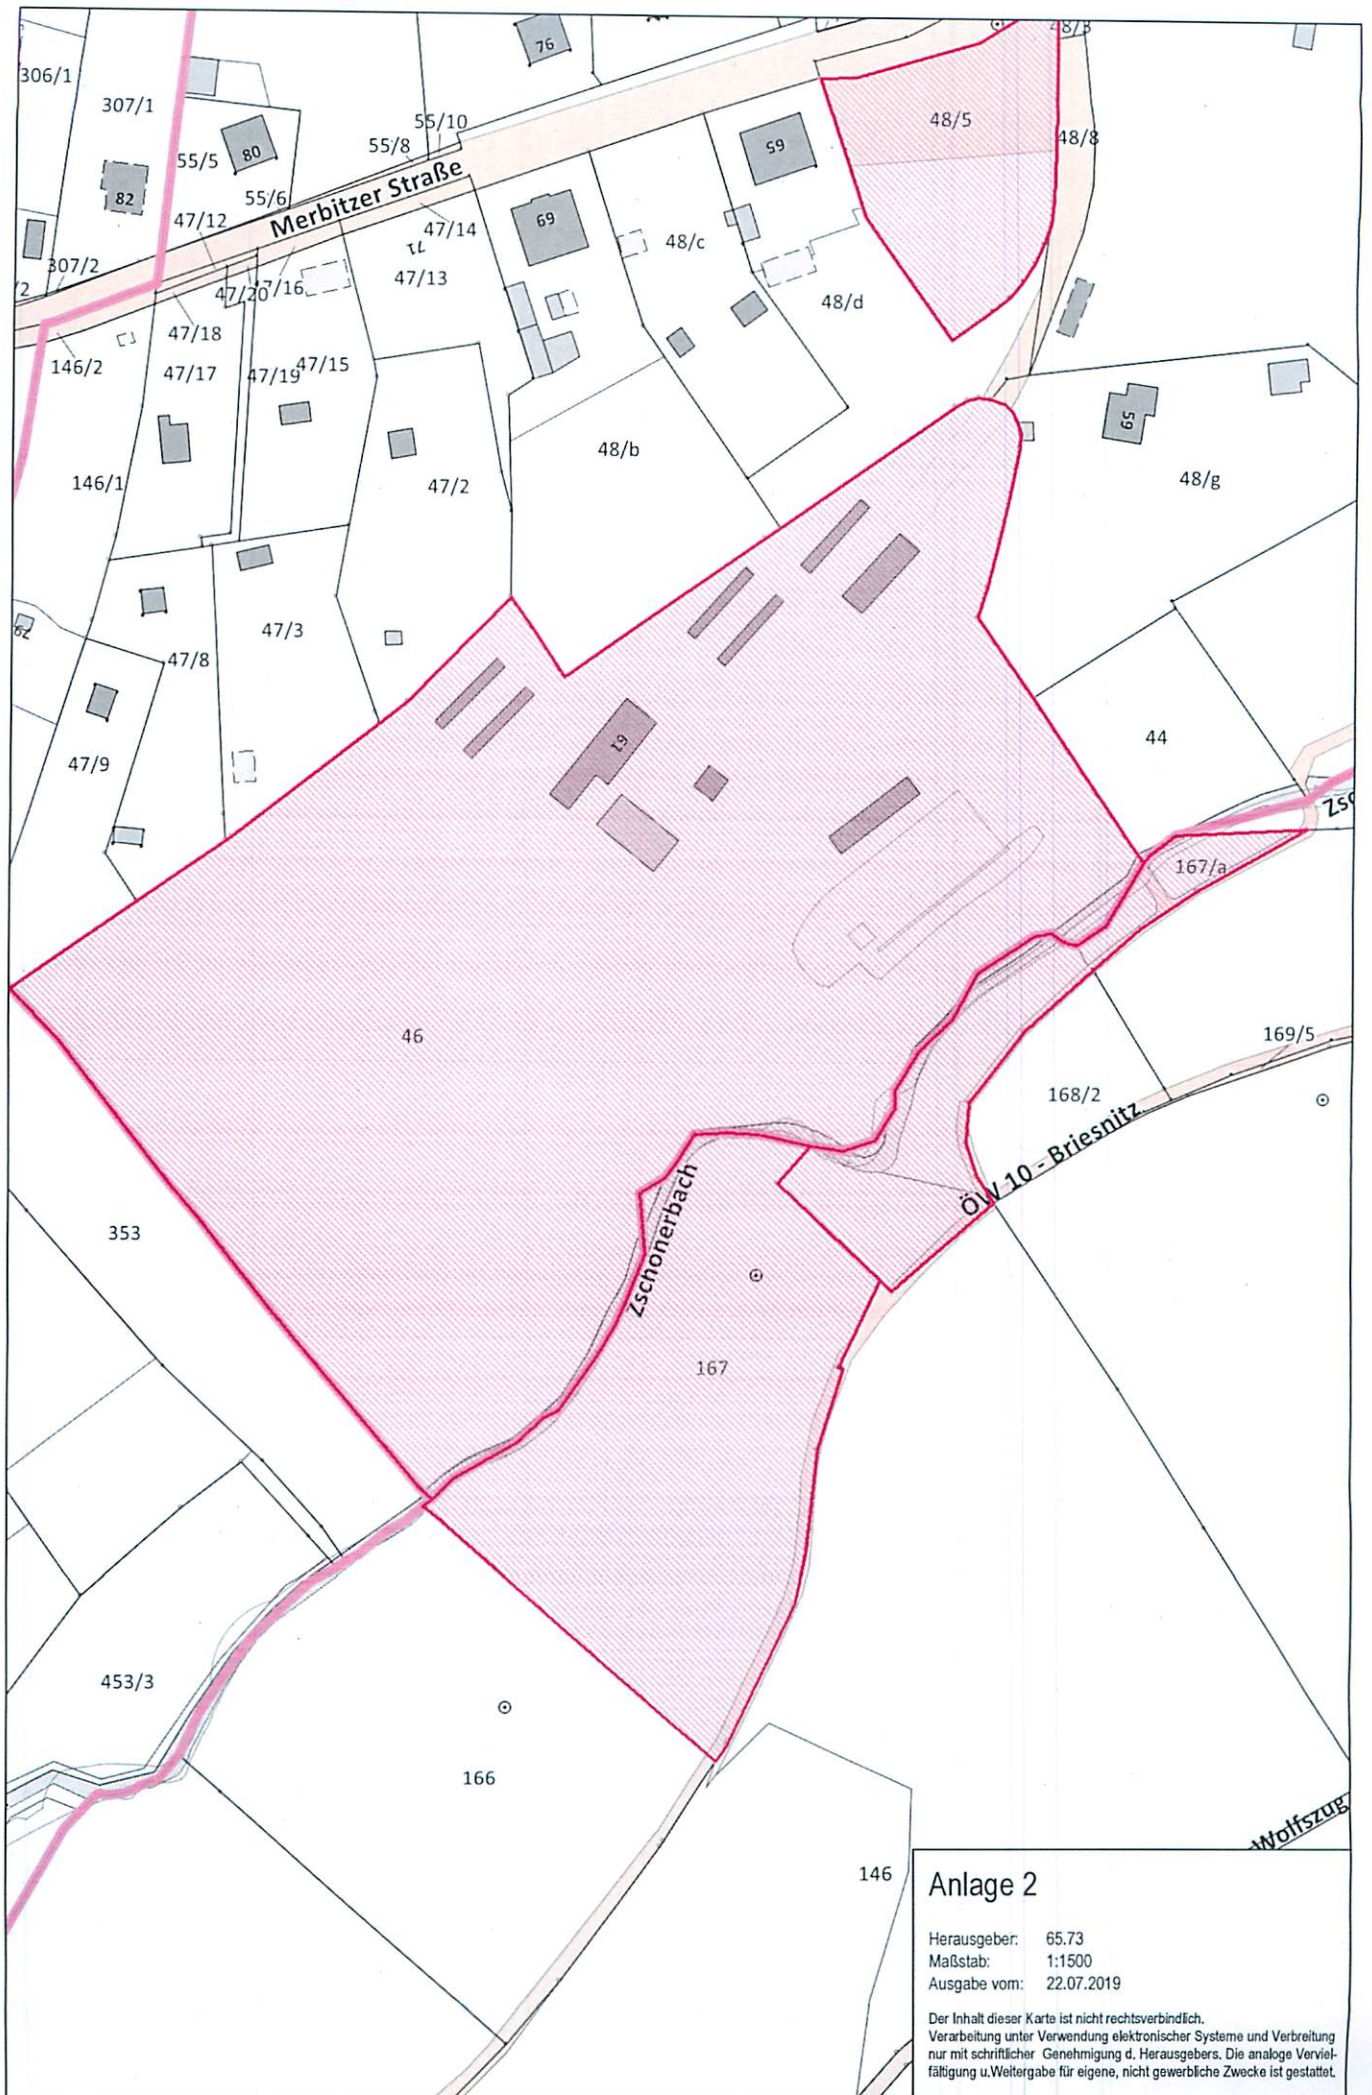 48/3
76
306/1
307/1
55/10
48/5
55/8
80
65
48/8
55/5
82
Merbitzer Straße
55/6
47/12
69
47/14
48/c
71
307/2
47/13
/2
47/20
7/16
48/d
47/18
146/2
47/17
47/19
47/15
59
48/b
146/1
47/2
48/g
79
47/3
47/8
61
44
47/9
Zsc
167/a
46
169/5
168/2
ÖW 10 - Briesnitz
353
Zschonerbach
167
453/3
166
Wolfszug
146
Anlage 2
Herausgeber: 65.73
Maßstab: 1:1500
Ausgabe vom: 22.07.2019
Der Inhalt dieser Karte ist nicht rechtsverbindlich.
Verarbeitung unter Verwendung elektronischer Systeme und Verbreitung
nur mit schriftlicher Genehmigung d. Herausgebers. Die analoge Verviel-
fältigung u.Weitergabe für eigene, nicht gewerbliche Zwecke ist gestattet.